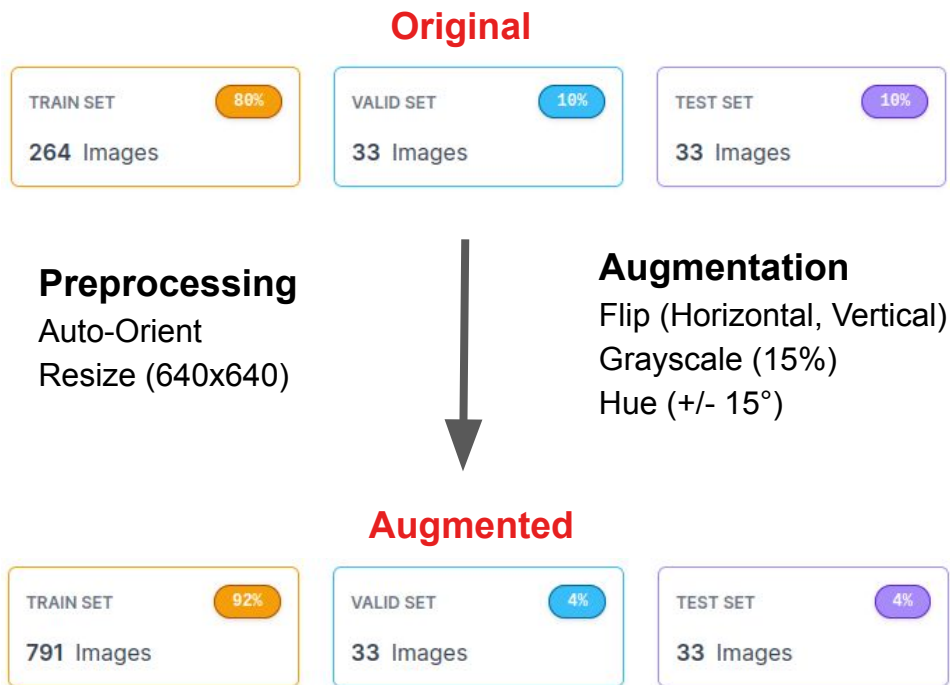 Original
TRAIN SET 80%
264 Images
VALID SET 10%
33 Images
TEST SET 10%
33 Images
Preprocessing
Auto-Orient
Resize (640x640)
Augmentation
Flip (Horizontal, Vertical)
Grayscale (15%)
Hue (+/- 15°)
Augmented
TRAIN SET 92%
791 Images
VALID SET 4%
33 Images
TEST SET 4%
33 Images